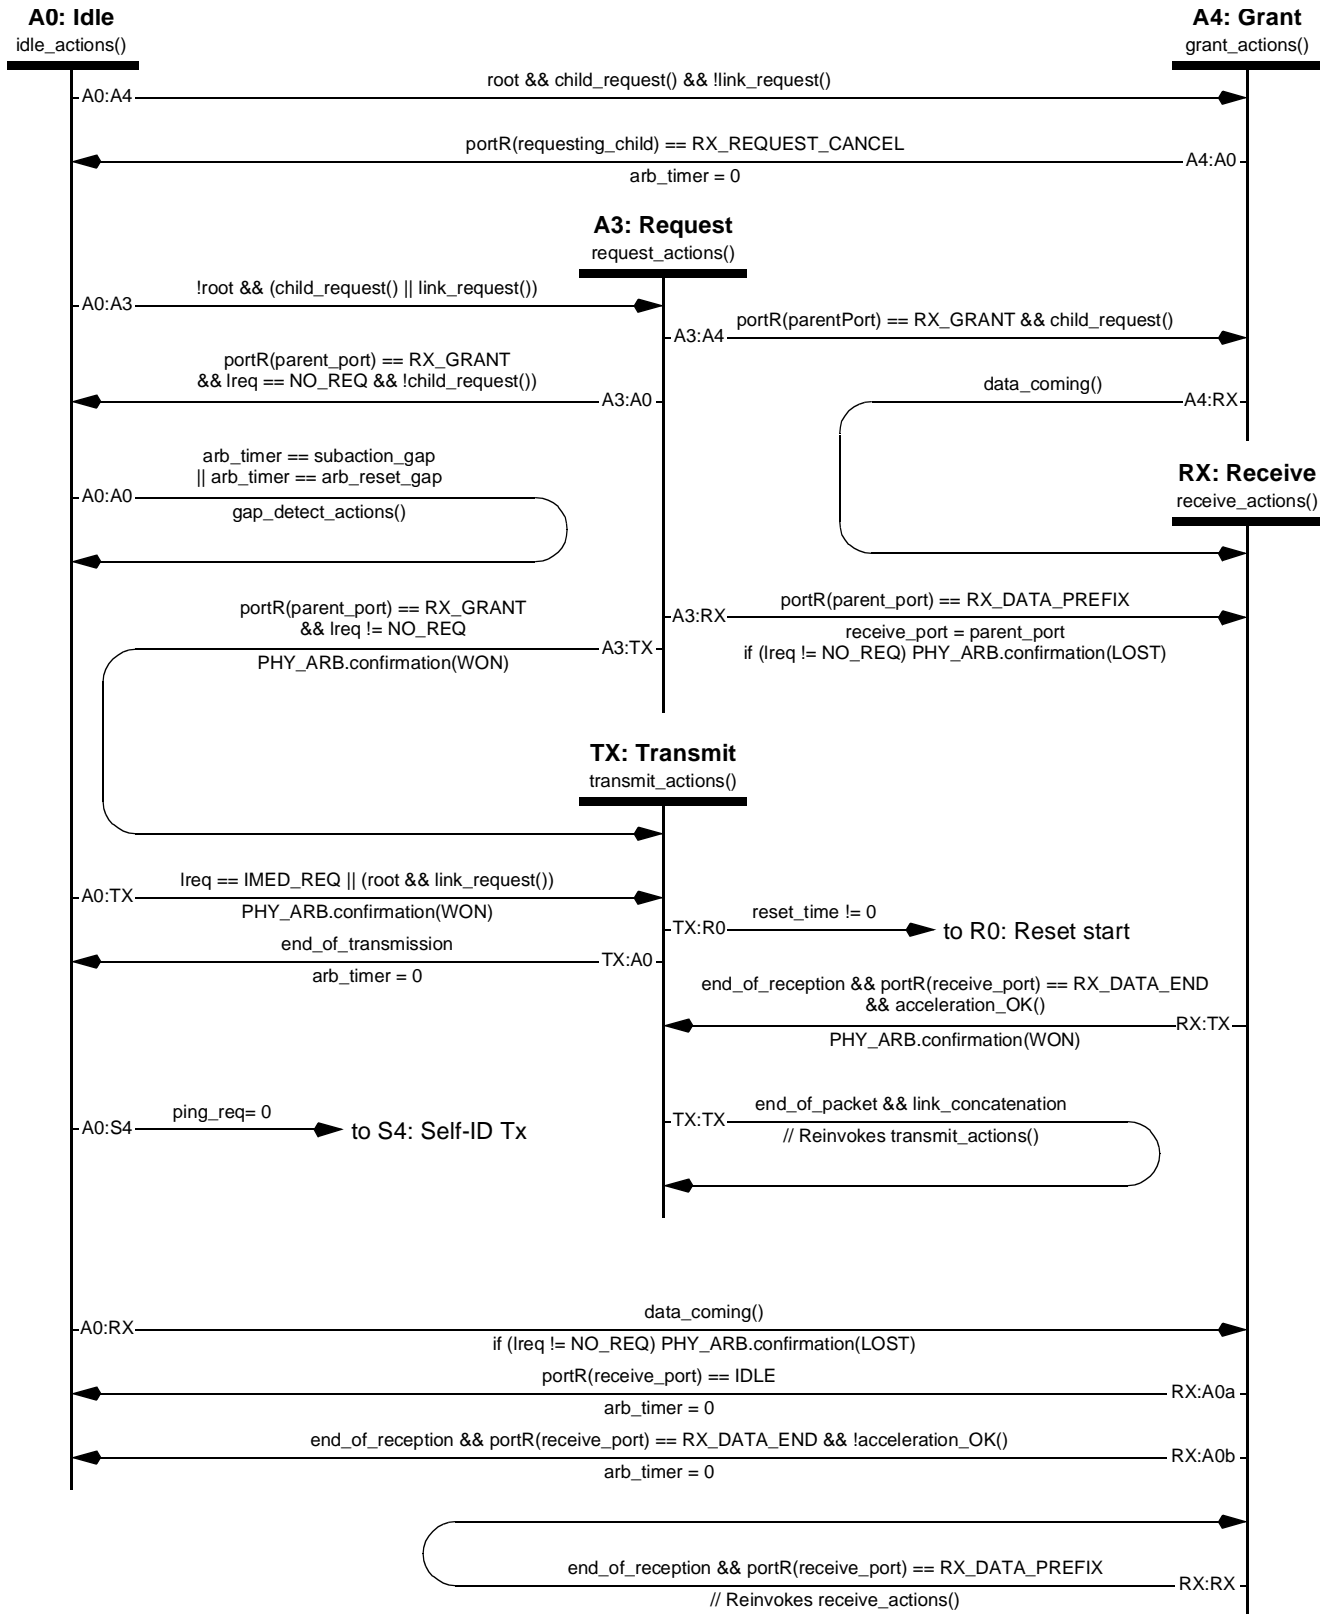 A0: Idle
idle_actions()
A4: Grant
grant_actions()
root && child_request() && !link_request()
A0:A4
portR(requesting_child) == RX_REQUEST_CANCEL
A4:A0
arb_timer = 0
A3: Request
request_actions()
!root && (child_request() || link_request())
A0:A3
portR(parentPort) == RX_GRANT && child_request()
A3:A4
portR(parent_port) == RX_GRANT
&& lreq == NO_REQ && !child_request())
A3:A0
data_coming()
A4:RX
arb_timer == subaction_gap
|| arb_timer == arb_reset_gap
A0:A0
gap_detect_actions()
RX: Receive
receive_actions()
portR(parent_port) == RX_GRANT
&& lreq != NO_REQ
A3:TX
PHY_ARB.confirmation(WON)
portR(parent_port) == RX_DATA_PREFIX
A3:RX
receive_port = parent_port
if (lreq != NO_REQ) PHY_ARB.confirmation(LOST)
TX: Transmit
transmit_actions()
lreq == IMED_REQ || (root && link_request())
A0:TX
PHY_ARB.confirmation(WON)
reset_time != 0
TX:R0
to R0: Reset start
end_of_transmission
TX:A0
arb_timer = 0
end_of_reception && portR(receive_port) == RX_DATA_END
&& acceleration_OK()
RX:TX
PHY_ARB.confirmation(WON)
ping_req= 0
A0:S4
to S4: Self-ID Tx
end_of_packet && link_concatenation
TX:TX
// Reinvokes transmit_actions()
data_coming()
A0:RX
if (lreq != NO_REQ) PHY_ARB.confirmation(LOST)
portR(receive_port) == IDLE
RX:A0a
arb_timer = 0
end_of_reception && portR(receive_port) == RX_DATA_END && !acceleration_OK()
RX:A0b
arb_timer = 0
end_of_reception && portR(receive_port) == RX_DATA_PREFIX
RX:RX
// Reinvokes receive_actions()